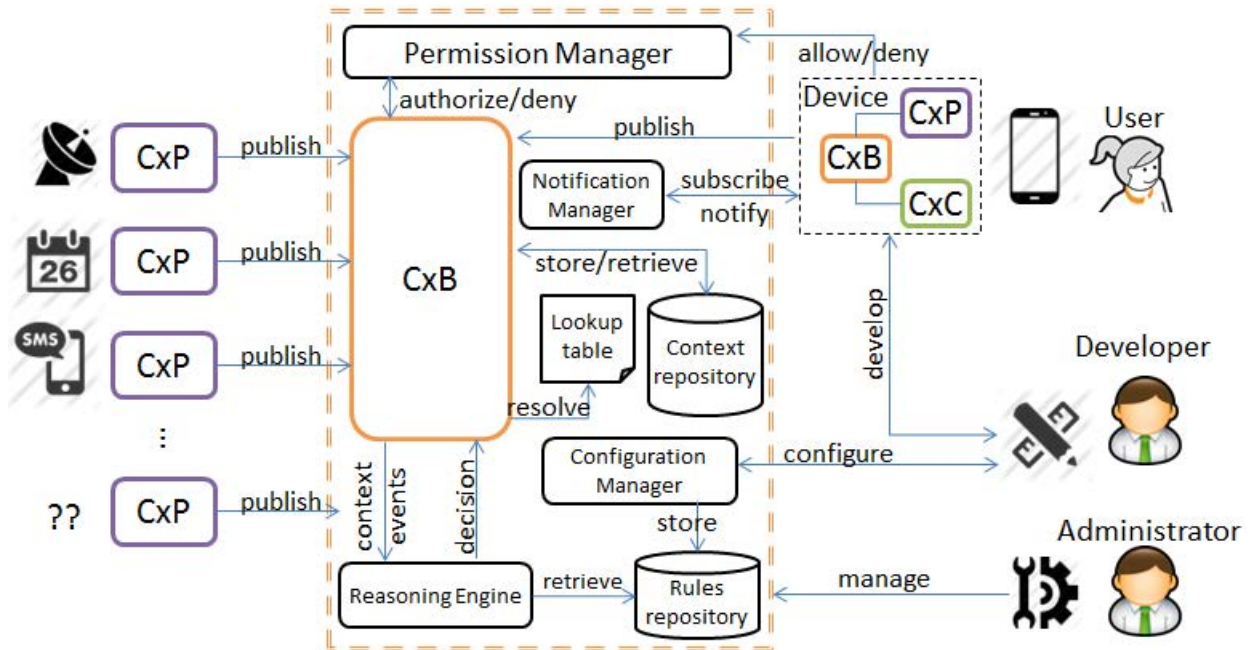 Permission Manager
allow/deny
authorize/deny
Device
CxP
User
publish
CxB
CxP
publish
Notification
Manager
subscribe
notify
CxC
26
CxP
publish
CxB
store/retrieve
Lookup
table
Context
repository
develop
Developer
SMS
CxP
publish
resolve
...
E
E
Configuration
Manager
configure
??
CxP
publish
context
events
decision
store
Administrator
Reasoning Engine
retrieve
Rules
repository
manage